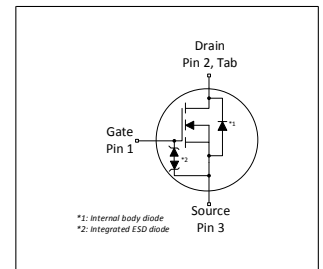 Drain
Pin 2, Tab
*1
Gate
Pin 1
*2
Source
Pin 3
*1: Internal body diode
*2: Integrated ESD diode